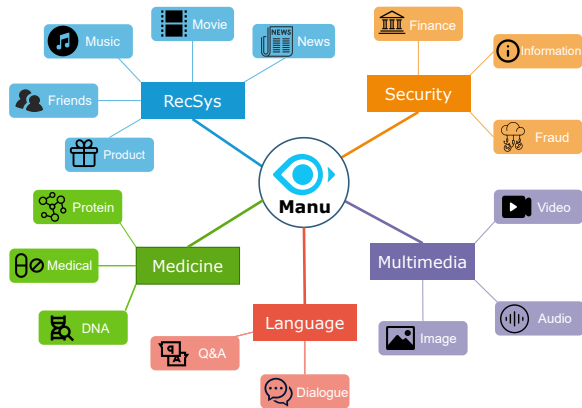 Movie
Music
NEWS
News
Finance
Information
RecSys
Security
Friends
Fraud
Product
Manu
Protein
Video
Medical
Medicine
Multimedia
DNA
Language
Audio
Q&A
Image
Dialogue